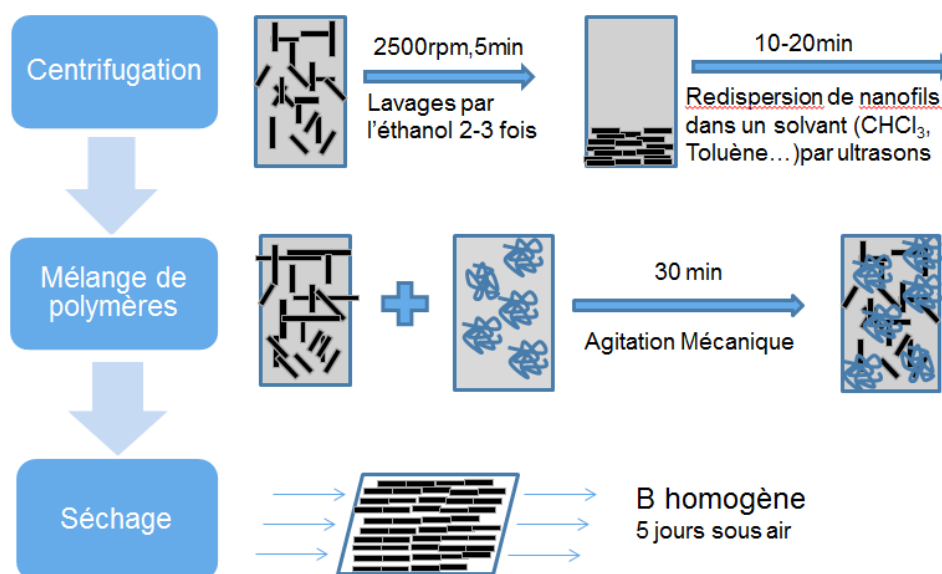 Centrifugation
2500rpm,5min
Lavages par
l'éthanol 2-3 fois
10-20min
Redispersion de nanofils
dans un solvant (CHCl₃,
Toluène…)par ultrasons
Mélange de
polymères
30 min
Agitation Mécanique
Séchage
B homogène
5 jours sous air